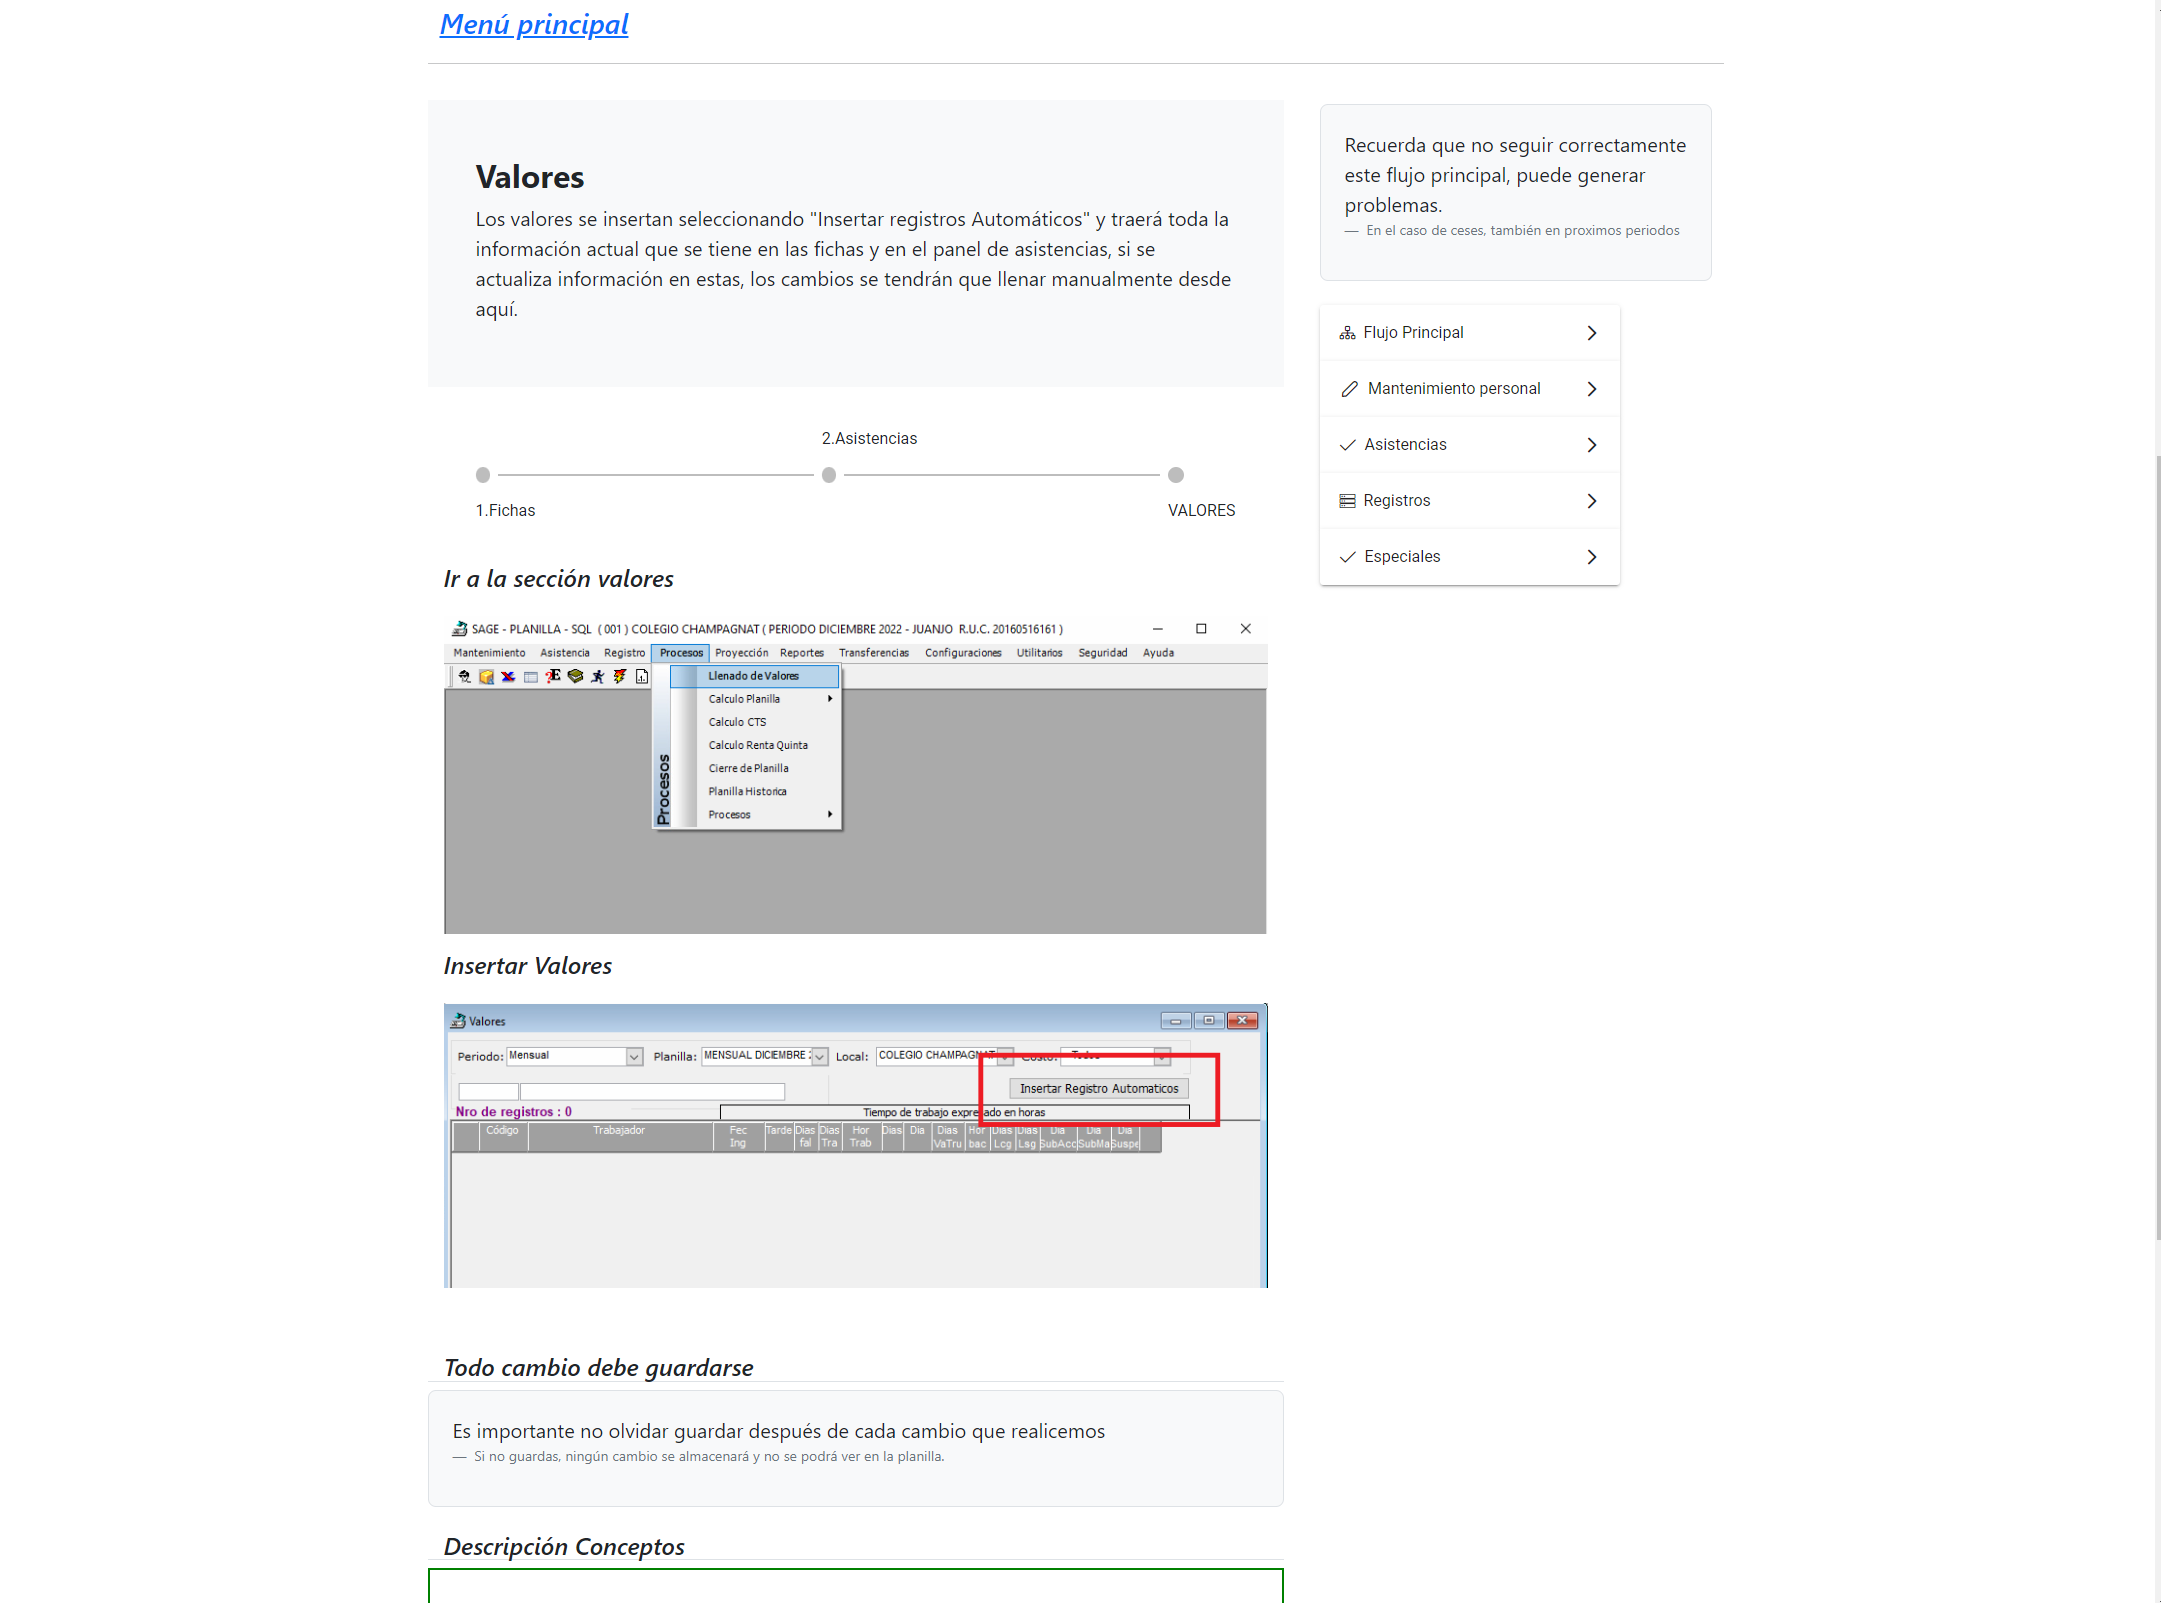 Menú principal
Valores
Los valores se insertan seleccionando "Insertar registros Automáticos" y traerá toda la
información actual que se tiene en las fichas y en el panel de asistencias, si se
actualiza información en estas, los cambios se tendrán que llenar manualmente desde
aquí.
Recuerda que no seguir correctamente
este flujo principal, puede generar
problemas.
— En el caso de ceses, también en proximos periodos
Flujo Principal
Mantenimiento personal
Asistencias
Registros
Especiales
2.Asistencias
1.Fichas
VALORES
Ir a la sección valores
SAGE - PLANILLA - SQL ( 001 ) COLEGIO CHAMPAGNAT ( PERIODO DICIEMBRE 2022 - JUANJO R.U.C. 20160516161 )
Mantenimiento Asistencia Registro Procesos Proyección Reportes Transferencias Configuraciones Utilitarios Seguridad Ayuda
Llenado de Valores
Calculo Planilla
Calculo CTS
Calculo Renta Quinta
Cierre de Planilla
Planilla Historica
Procesos
Procesos
Insertar Valores
Valores
Periodo: Mensual Planilla: MENSUAL DICIEMBRE Local: COLEGIO CHAMPAGNAT Costo: Todos
Insertar Registro Automaticos
Nro de registros : 0
Tiempo de trabajo expresado en horas
Código Trabajador Fec Tarde Dias Dias Hor Dias Dia Dias Hor Dias Dias Dia Dia Dia
Ing fal Tra Trab VaTru bac Lcg Lsg SubAcc SubMa Suspe
Todo cambio debe guardarse
Es importante no olvidar guardar después de cada cambio que realicemos
— Si no guardas, ningún cambio se almacenará y no se podrá ver en la planilla.
Descripción Conceptos